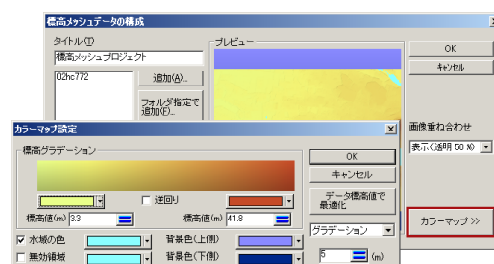 標高メッシュデータの構成
タイトル(T)
標高メッシュプロジェクト
02hc772
追加(A)...
フォルダ指定で
追加(F)...
プレビュー
OK
キャンセル
画像重ね合わせ
表示(透明 50 %)
カラーマップ >>
カラーマップ設定
標高グラデーション
逆回り
標高値(m) 3.3
標高値(m) 41.8
OK
キャンセル
データ標高値で
最適化
グラデーション
水域の色
背景色(上側)
無効領域
背景色(下側)
5 (m)